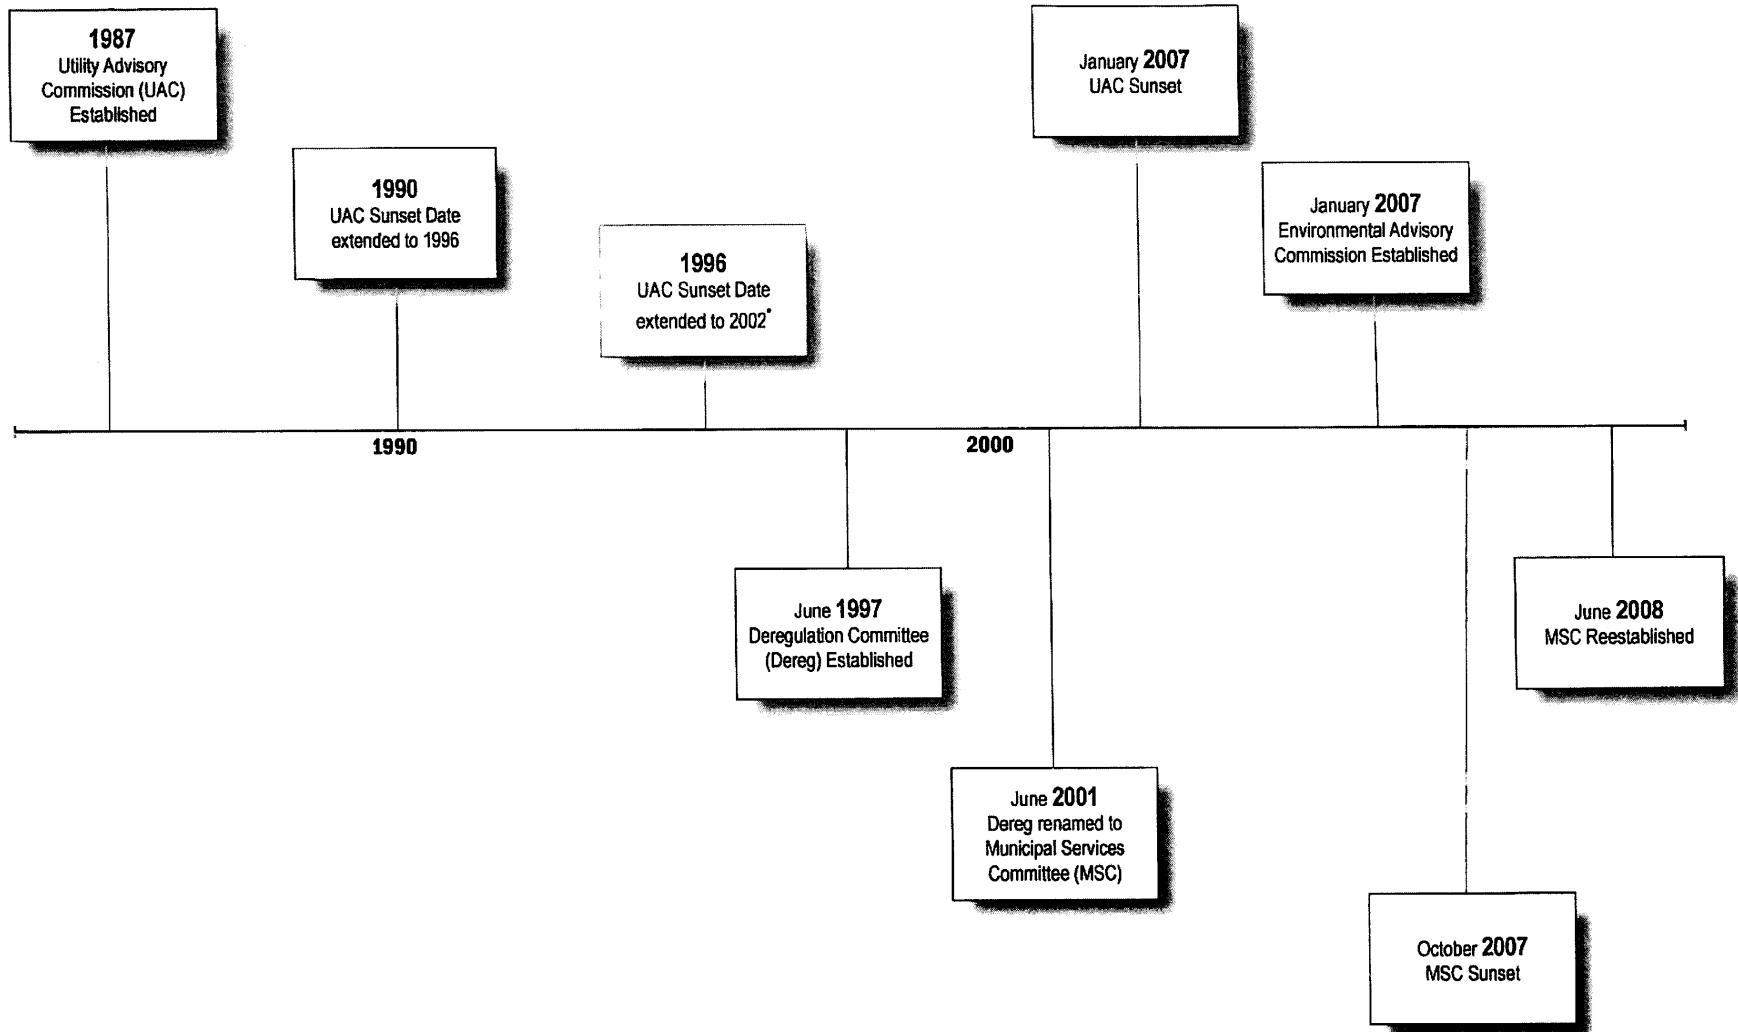 1987
Utility Advisory
Commission (UAC)
Established
1990
UAC Sunset Date
extended to 1996
1996
UAC Sunset Date
extended to 2002*
January 2007
UAC Sunset
January 2007
Environmental Advisory
Commission Established
1990
2000
June 1997
Deregulation Committee
(Dereg) Established
June 2001
Dereg renamed to
Municipal Services
Committee (MSC)
October 2007
MSC Sunset
June 2008
MSC Reestablished